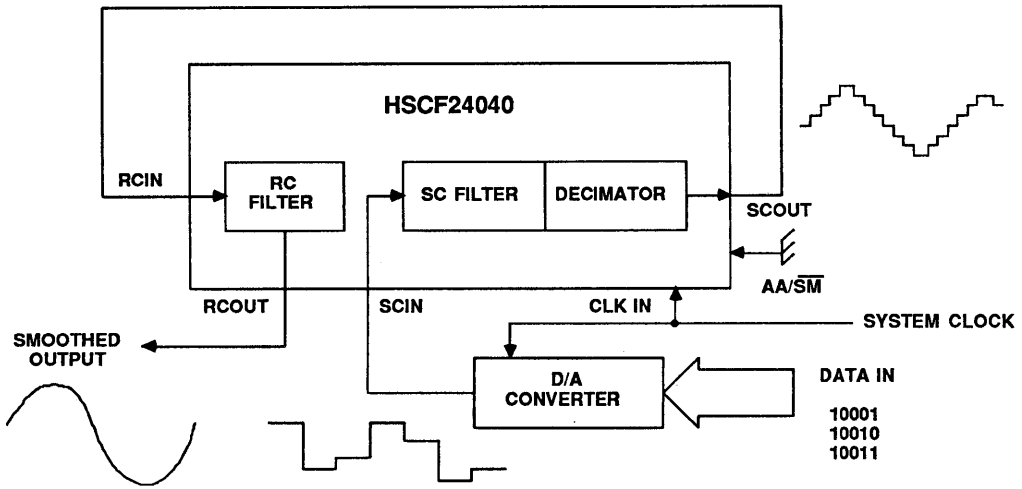 HSCF24040
RCIN
RC
FILTER
SC FILTER
DECIMATOR
SCOUT
AA/S̅M̅
RCOUT
SCIN
CLK IN
SYSTEM CLOCK
SMOOTHED
OUTPUT
D/A
CONVERTER
DATA IN
10001
10010
10011